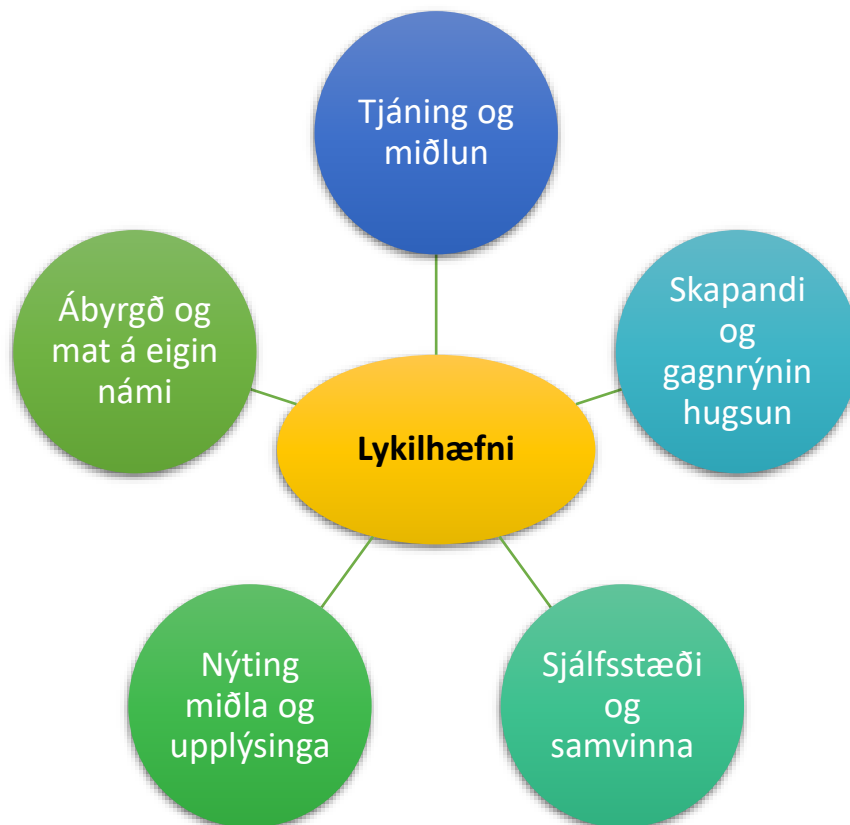 Tjáning og
miðlun
Skapandi
og
gagnrýnin
hugsun
Ábyrgð og
mat á eigin
námi
Lykilhæfni
Nýting
miðla og
upplýsinga
Sjálfsstæði
og
samvinna